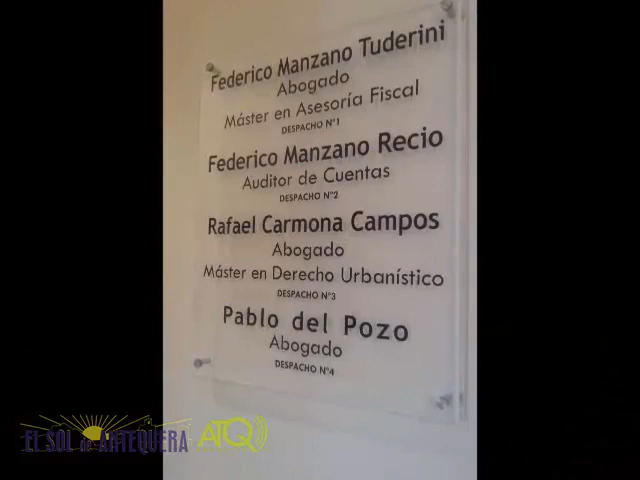 Federico Manzano Tuderini
Abogado
Máster en Asesoría Fiscal
DESPACHO Nº1
Federico Manzano Recio
Auditor de Cuentas
DESPACHO Nº2
Rafael Carmona Campos
Abogado
Máster en Derecho Urbanístico
DESPACHO Nº3
Pablo del Pozo
Abogado
DESPACHO Nº4
EL SOL de ANTEQUERA ATQ